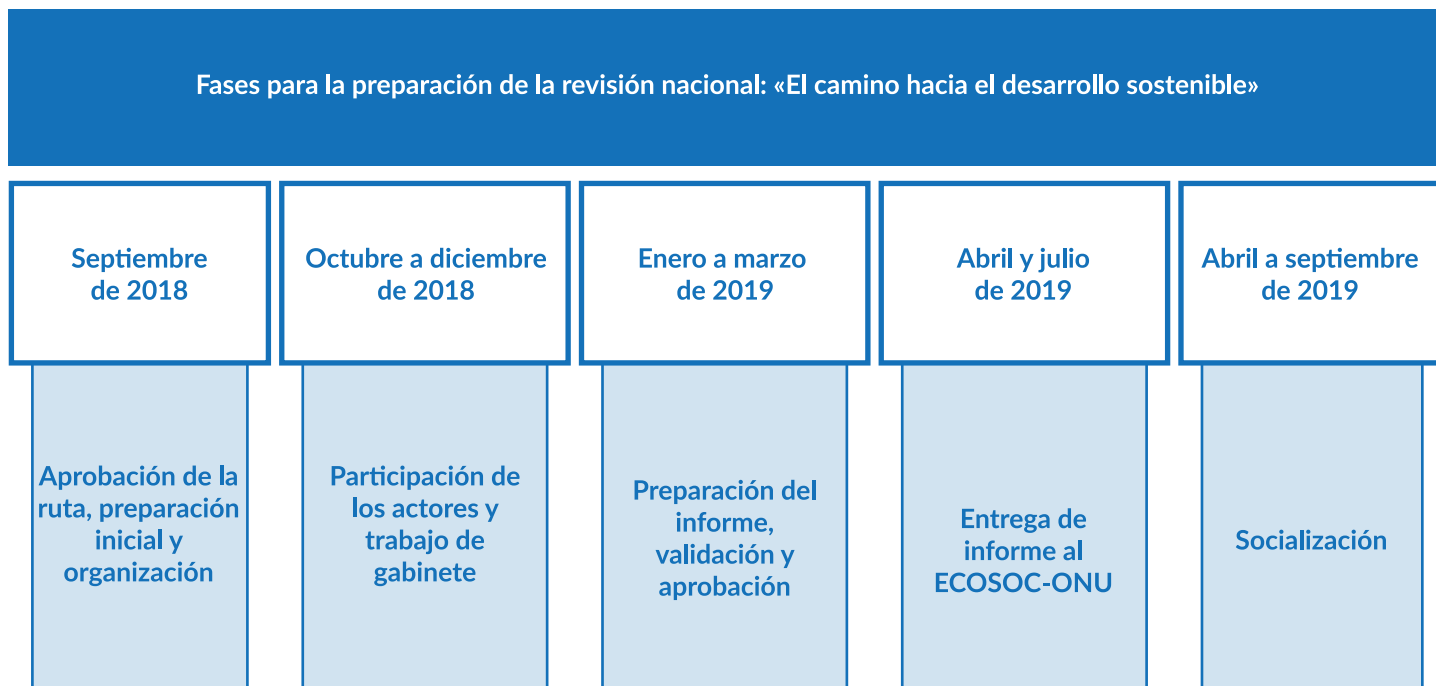 Fases para la preparación de la revisión nacional: «El camino hacia el desarrollo sostenible»
Septiembre
de 2018
Octubre a diciembre
de 2018
Enero a marzo
de 2019
Abril y julio
de 2019
Abril a septiembre
de 2019
Aprobación de la
ruta, preparación
inicial y
organización
Participación de
los actores y
trabajo de
gabinete
Preparación del
informe,
validación y
aprobación
Entrega de
informe al
ECOSOC-ONU
Socialización